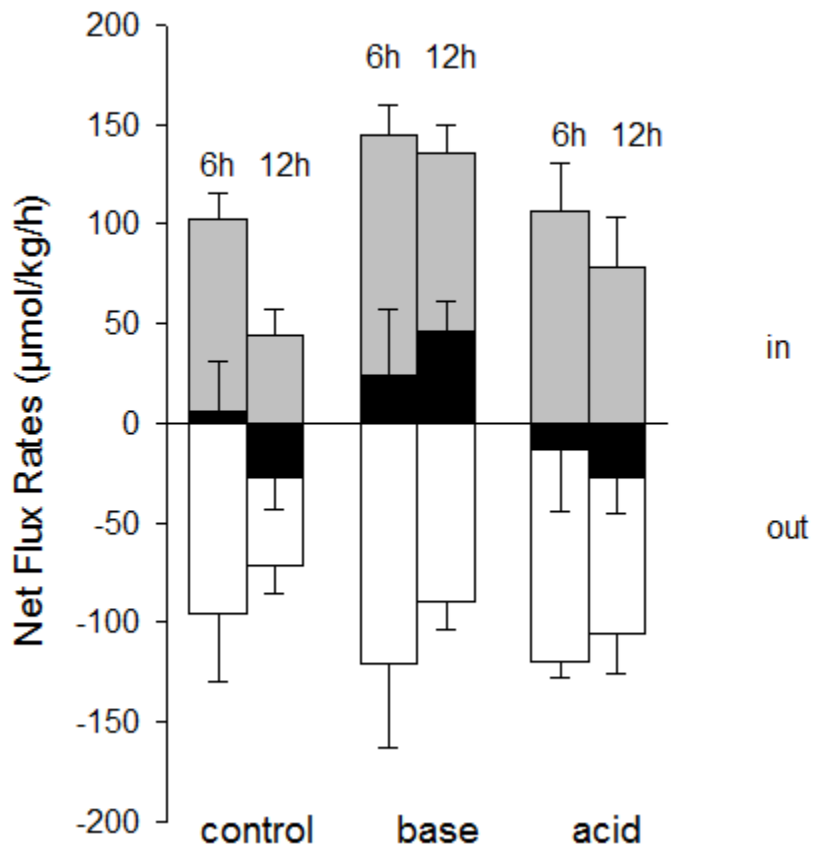 Net Flux Rates (µmol/kg/h)
200
150
100
50
0
-50
-100
-150
-200
6h 12h
6h 12h
6h 12h
in
out
control base acid